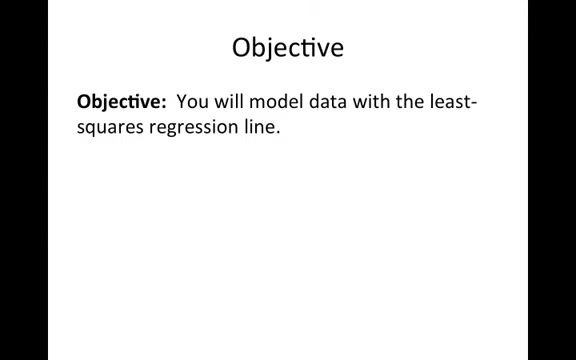 Objective
Objective: You will model data with the least-
squares regression line.